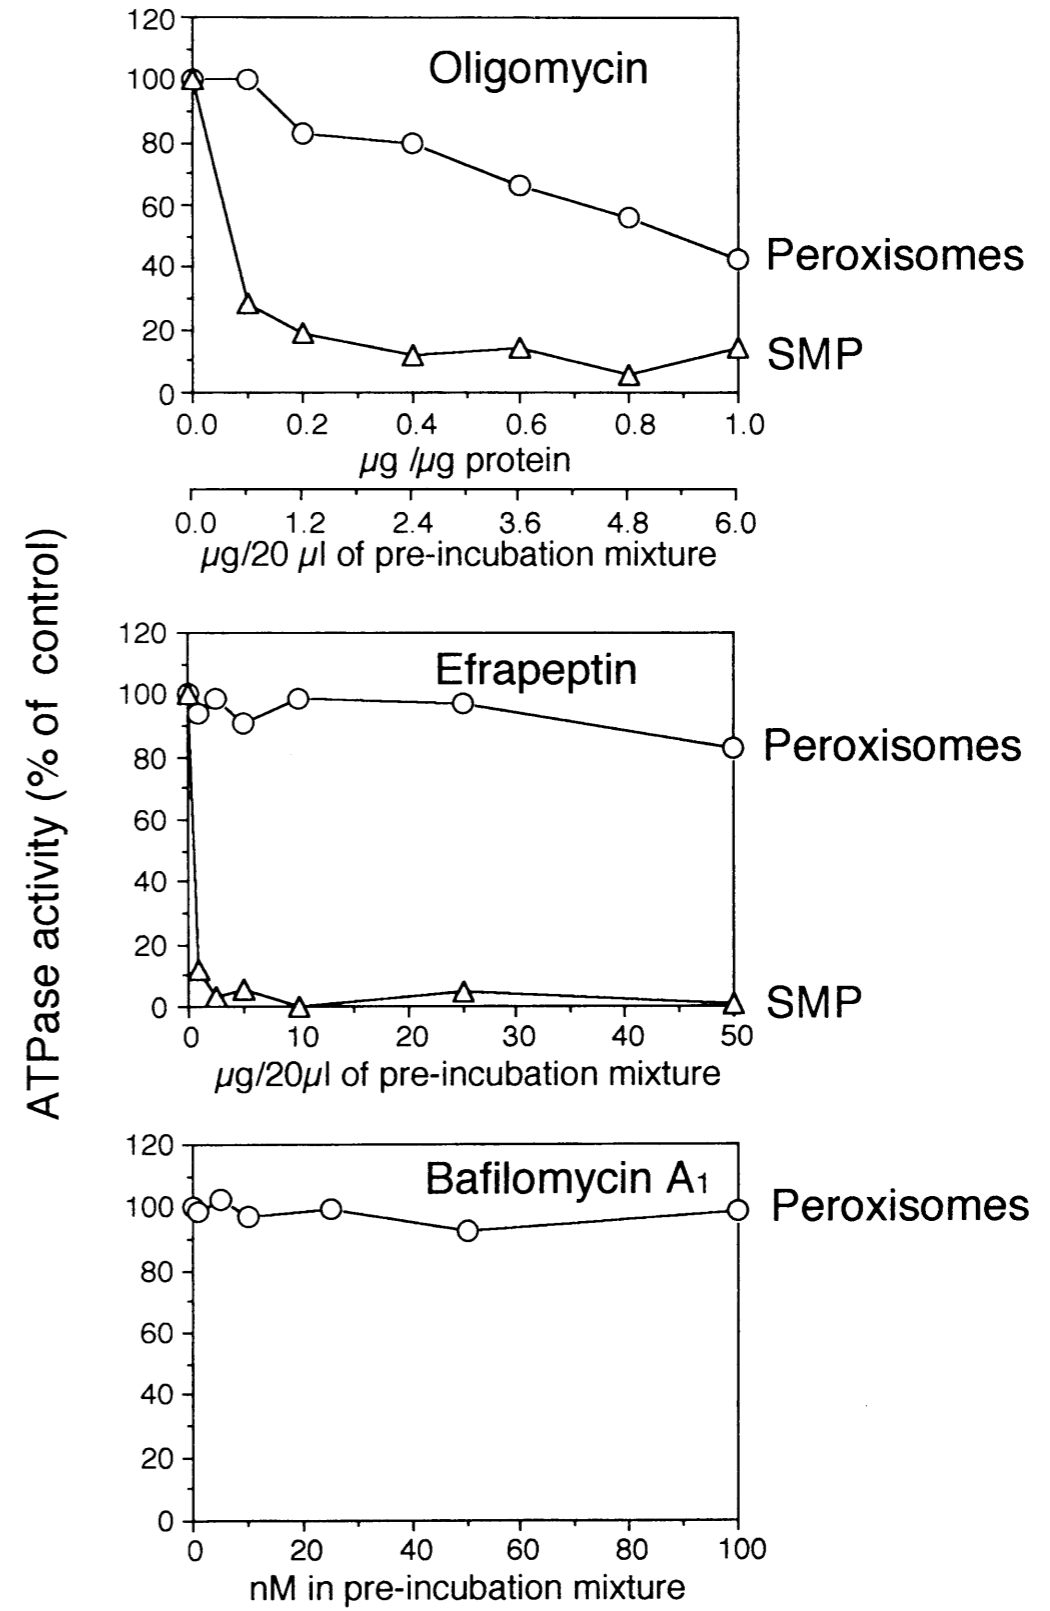 ATPase activity (% of control)
120
Oligomycin
100
80
60
40
20
0
Peroxisomes
SMP
0.0 0.2 0.4 0.6 0.8 1.0
µg /µg protein
0.0 1.2 2.4 3.6 4.8 6.0
µg/20 µl of pre-incubation mixture
120
Efrapeptin
100
80
60
40
20
0
Peroxisomes
SMP
0 10 20 30 40 50
µg/20µl of pre-incubation mixture
120
Bafilomycin A1
100
80
60
40
20
0
Peroxisomes
0 20 40 60 80 100
nM in pre-incubation mixture